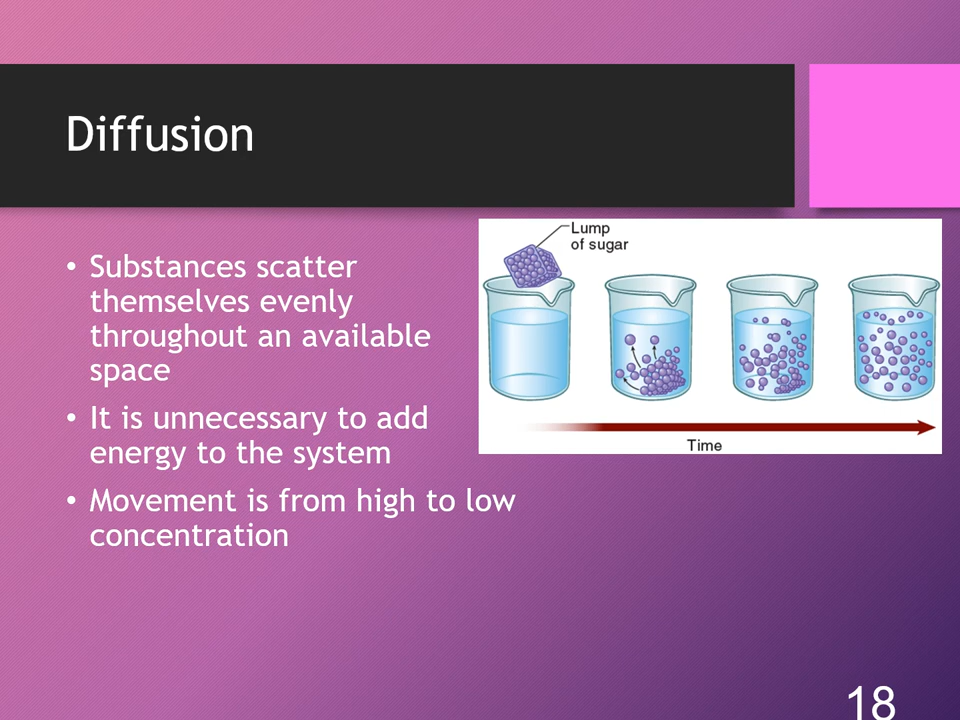 Diffusion
• Substances scatter
themselves evenly
throughout an available
space
• It is unnecessary to add
energy to the system
• Movement is from high to low
concentration
Lump
of sugar
Time
18